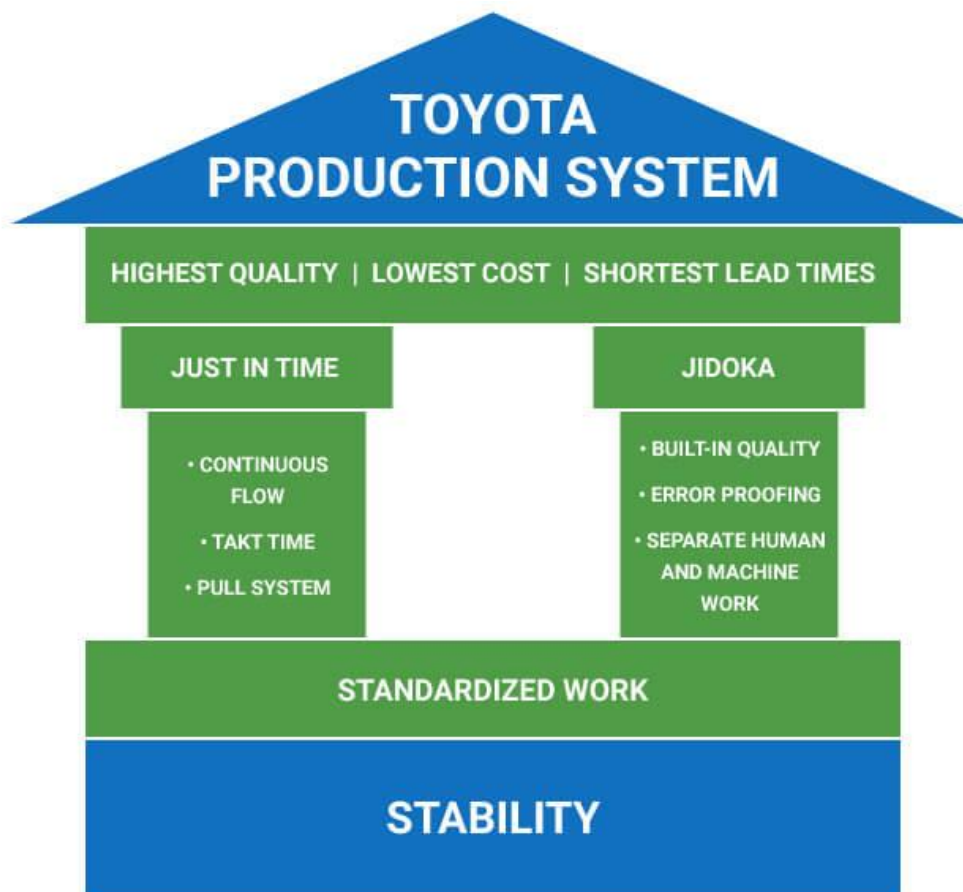 TOYOTA
PRODUCTION SYSTEM
HIGHEST QUALITY | LOWEST COST | SHORTEST LEAD TIMES
JUST IN TIME
• CONTINUOUS
FLOW
• TAKT TIME
• PULL SYSTEM
JIDOKA
• BUILT-IN QUALITY
• ERROR PROOFING
• SEPARATE HUMAN
AND MACHINE
WORK
STANDARDIZED WORK
STABILITY